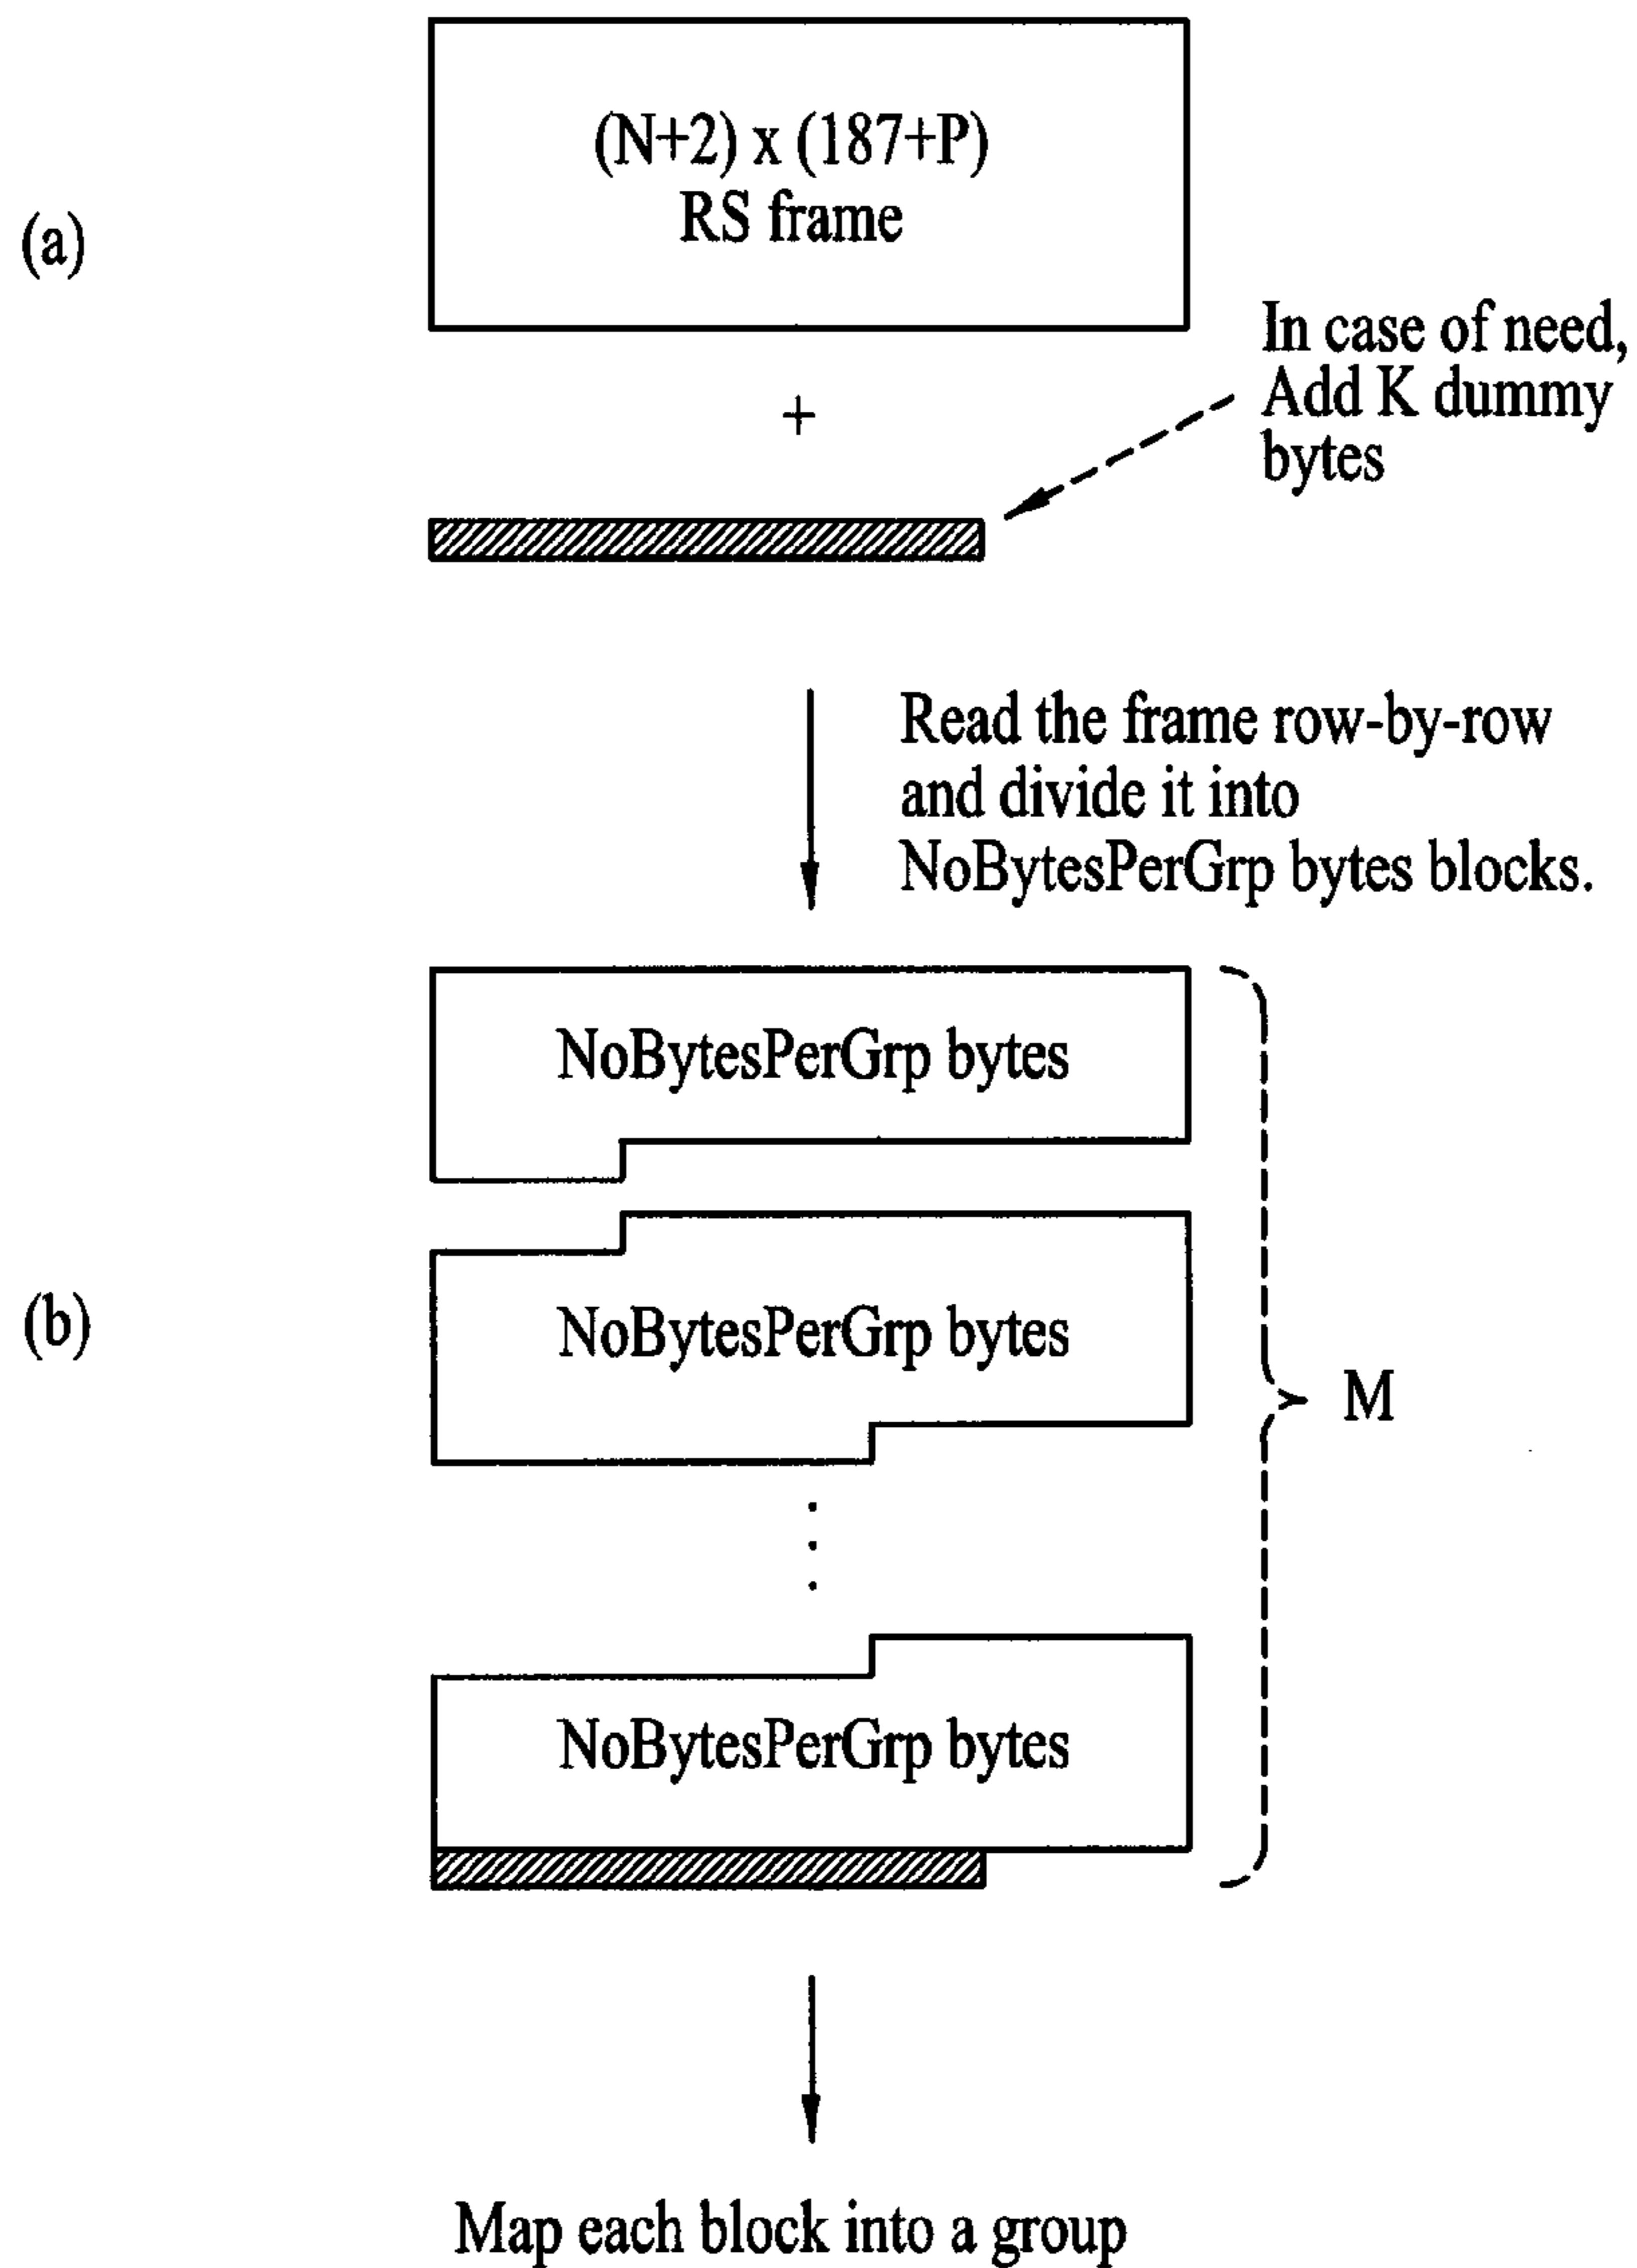 (a)
(N+2) x (187+P)
RS frame
+
In case of need,
Add K dummy
bytes
Read the frame row-by-row
and divide it into
NoBytesPerGrp bytes blocks.
(b)
NoBytesPerGrp bytes
NoBytesPerGrp bytes
M
NoBytesPerGrp bytes
Map each block into a group